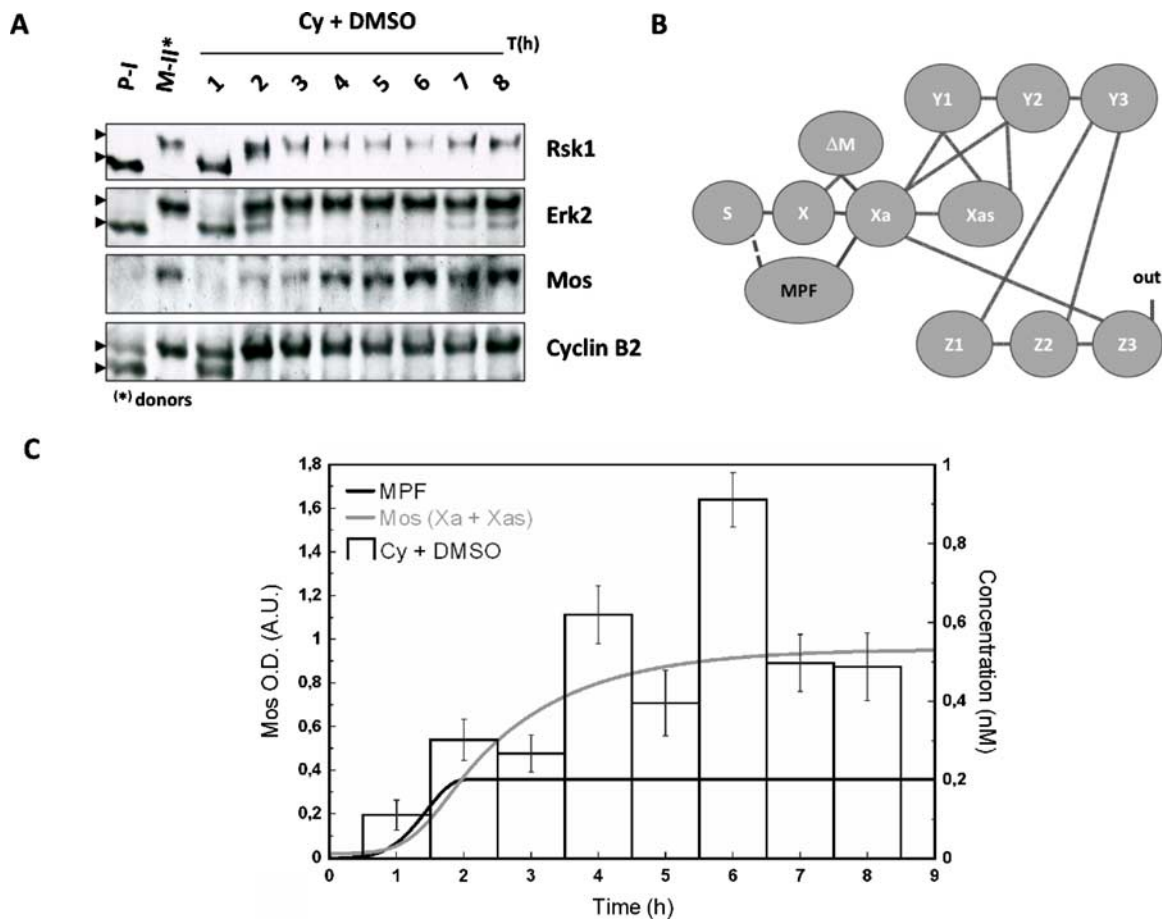 A
Cy + DMSO
T(h)
P-I M-II* 1 2 3 4 5 6 7 8
Rsk1
Erk2
Mos
Cyclin B2
(*) donors
B
Y1 Y2 Y3
ΔM
S X Xa Xas
MPF
out
Z1 Z2 Z3
C
MPF
Mos (Xa + Xas)
Cy + DMSO
Mos O.D. (A.U.)
1,8
1,6
1,4
1,2
1
0,8
0,6
0,4
0,2
0
Concentration (nM)
1
0,8
0,6
0,4
0,2
0
0 1 2 3 4 5 6 7 8 9
Time (h)